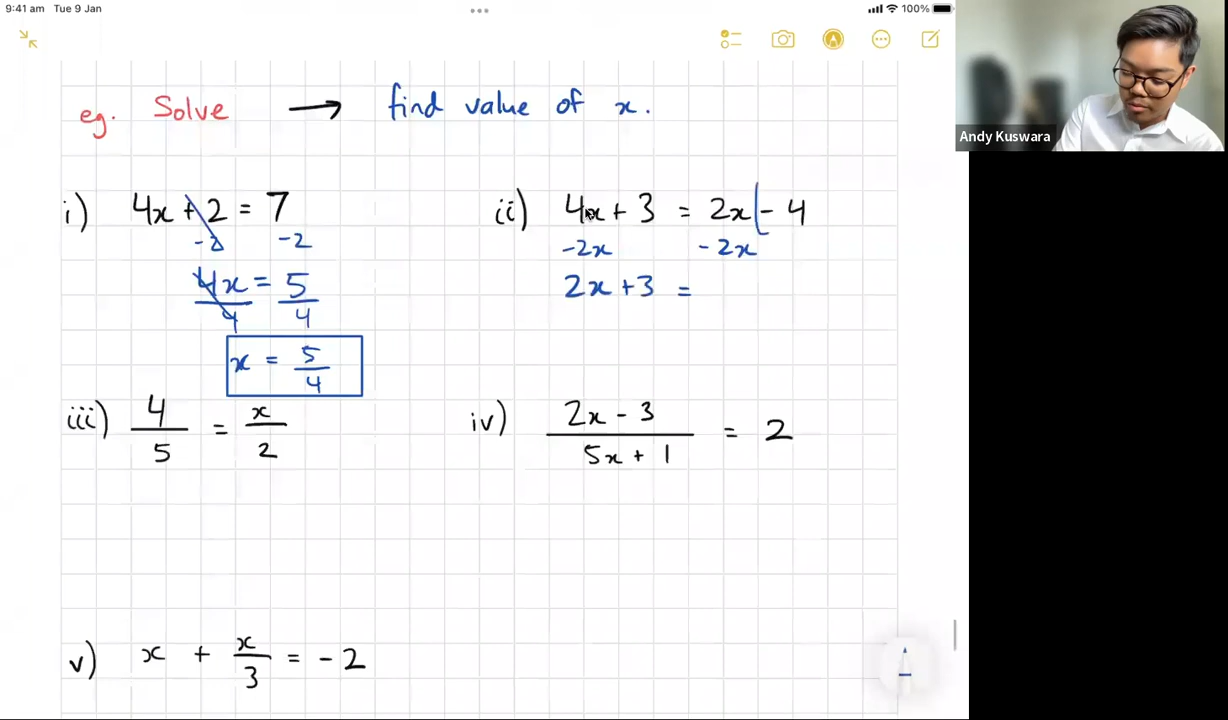 9:41 am Tue 9 Jan
100%
eg. Solve → find value of x.
i) 4x + 2 = 7
-2 -2
4x = 5
4 4
x = 5/4
ii) 4x + 3 = 2x - 4
-2x -2x
2x + 3 =
iii) 4/5 = x/2
iv) (2x - 3)/(5x + 1) = 2
v) x + x/3 = -2
Andy Kuswara